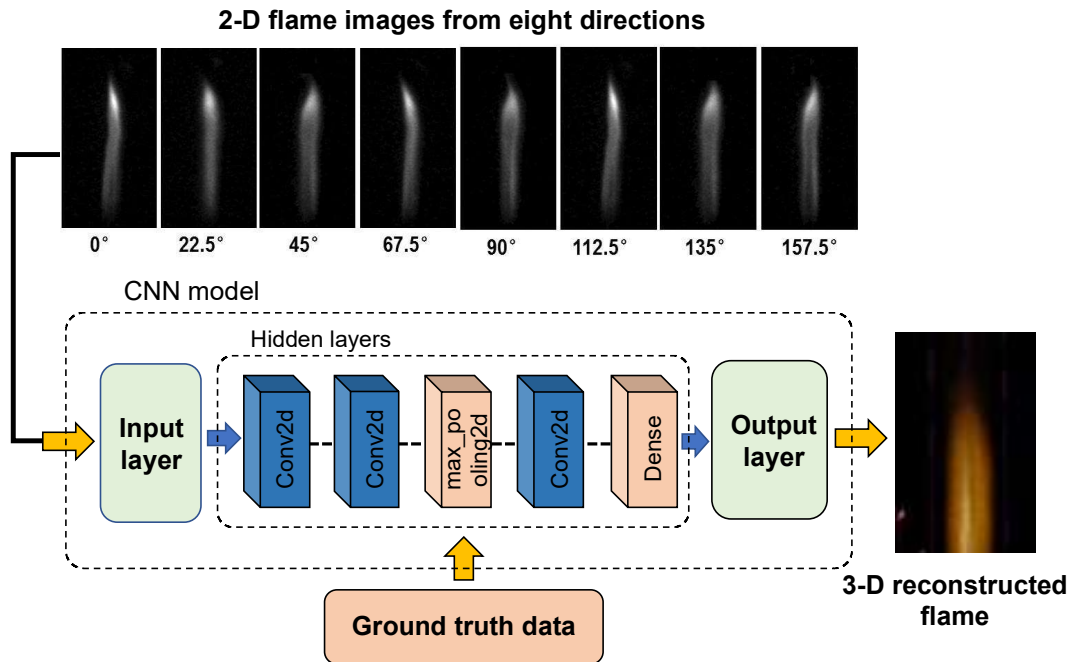 2-D flame images from eight directions
0° 22.5° 45° 67.5° 90° 112.5° 135° 157.5°
CNN model
Hidden layers
Input
layer
Conv2d
Conv2d
max_po
oling2d
Conv2d
Dense
Output
layer
3-D reconstructed
flame
Ground truth data